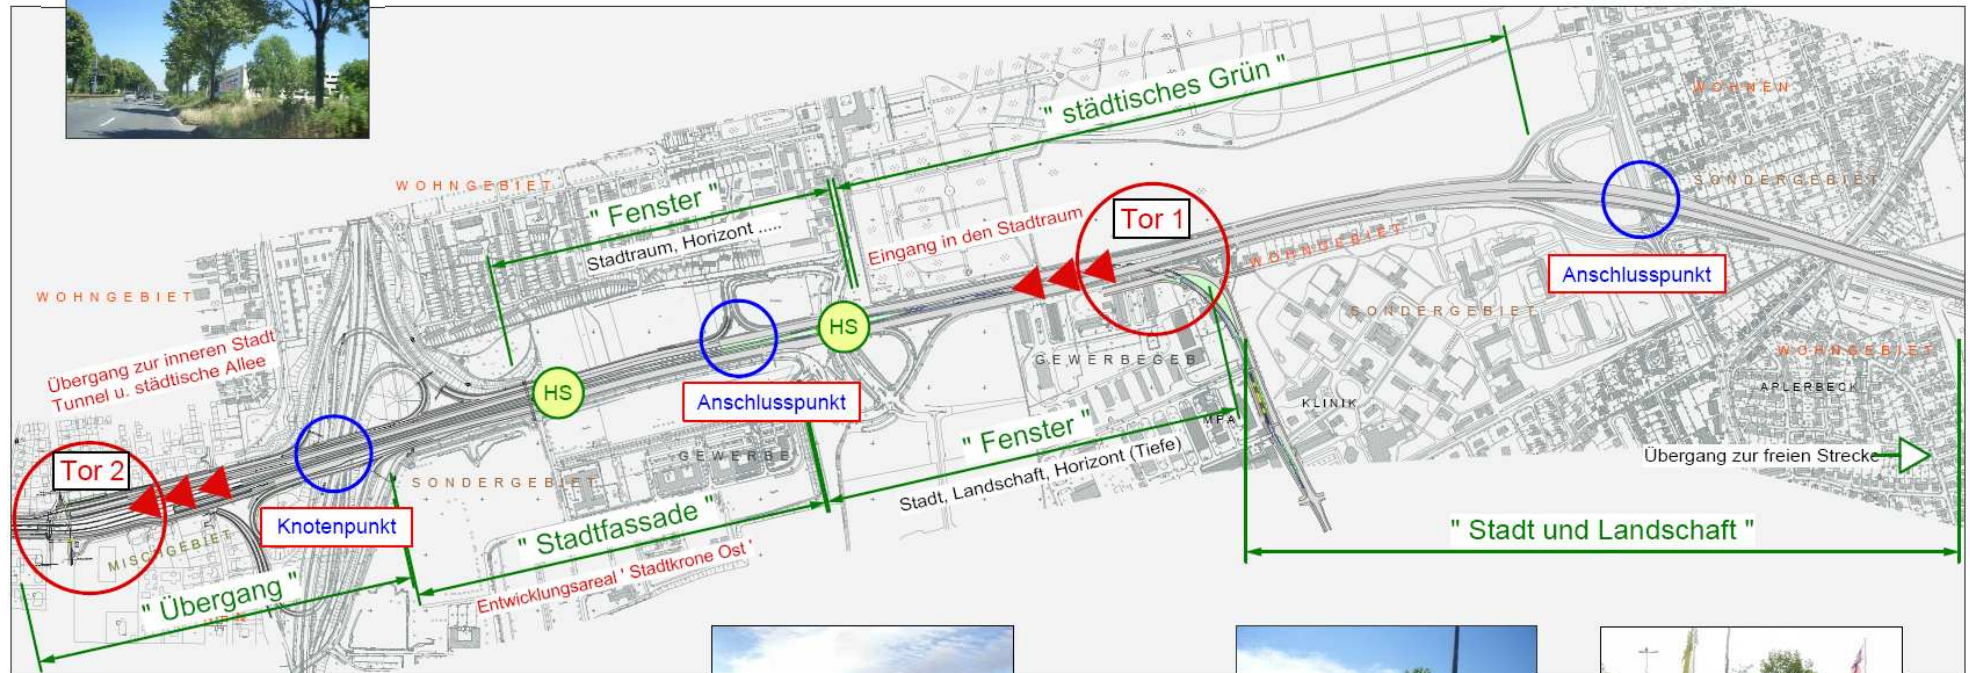 " städtisches Grün "
WOHNEN
WOHNGEBIET
" Fenster "
Stadtraum, Horizont .....
Eingang in den Stadtraum
Tor 1
SONDERGEBIET
WOHNGEBIET
Anschlusspunkt
WOHNGEBIET
HS
SONDERGEBIET
Übergang zur inneren Stadt
Tunnel u. städtische Allee
GEWERBEGEB
WOHNGEBIET
HS
Anschlusspunkt
APLERBECK
KLINIK
MPA
" Fenster "
Stadt, Landschaft, Horizont (Tiefe)
GEWERBE
Übergang zur freien Strecke
Tor 2
SONDERGEBIET
Knotenpunkt
" Stadtfassade "
" Stadt und Landschaft "
MISCHGEBIET
Entwicklungsareal ' Stadtkrone Ost '
" Übergang "